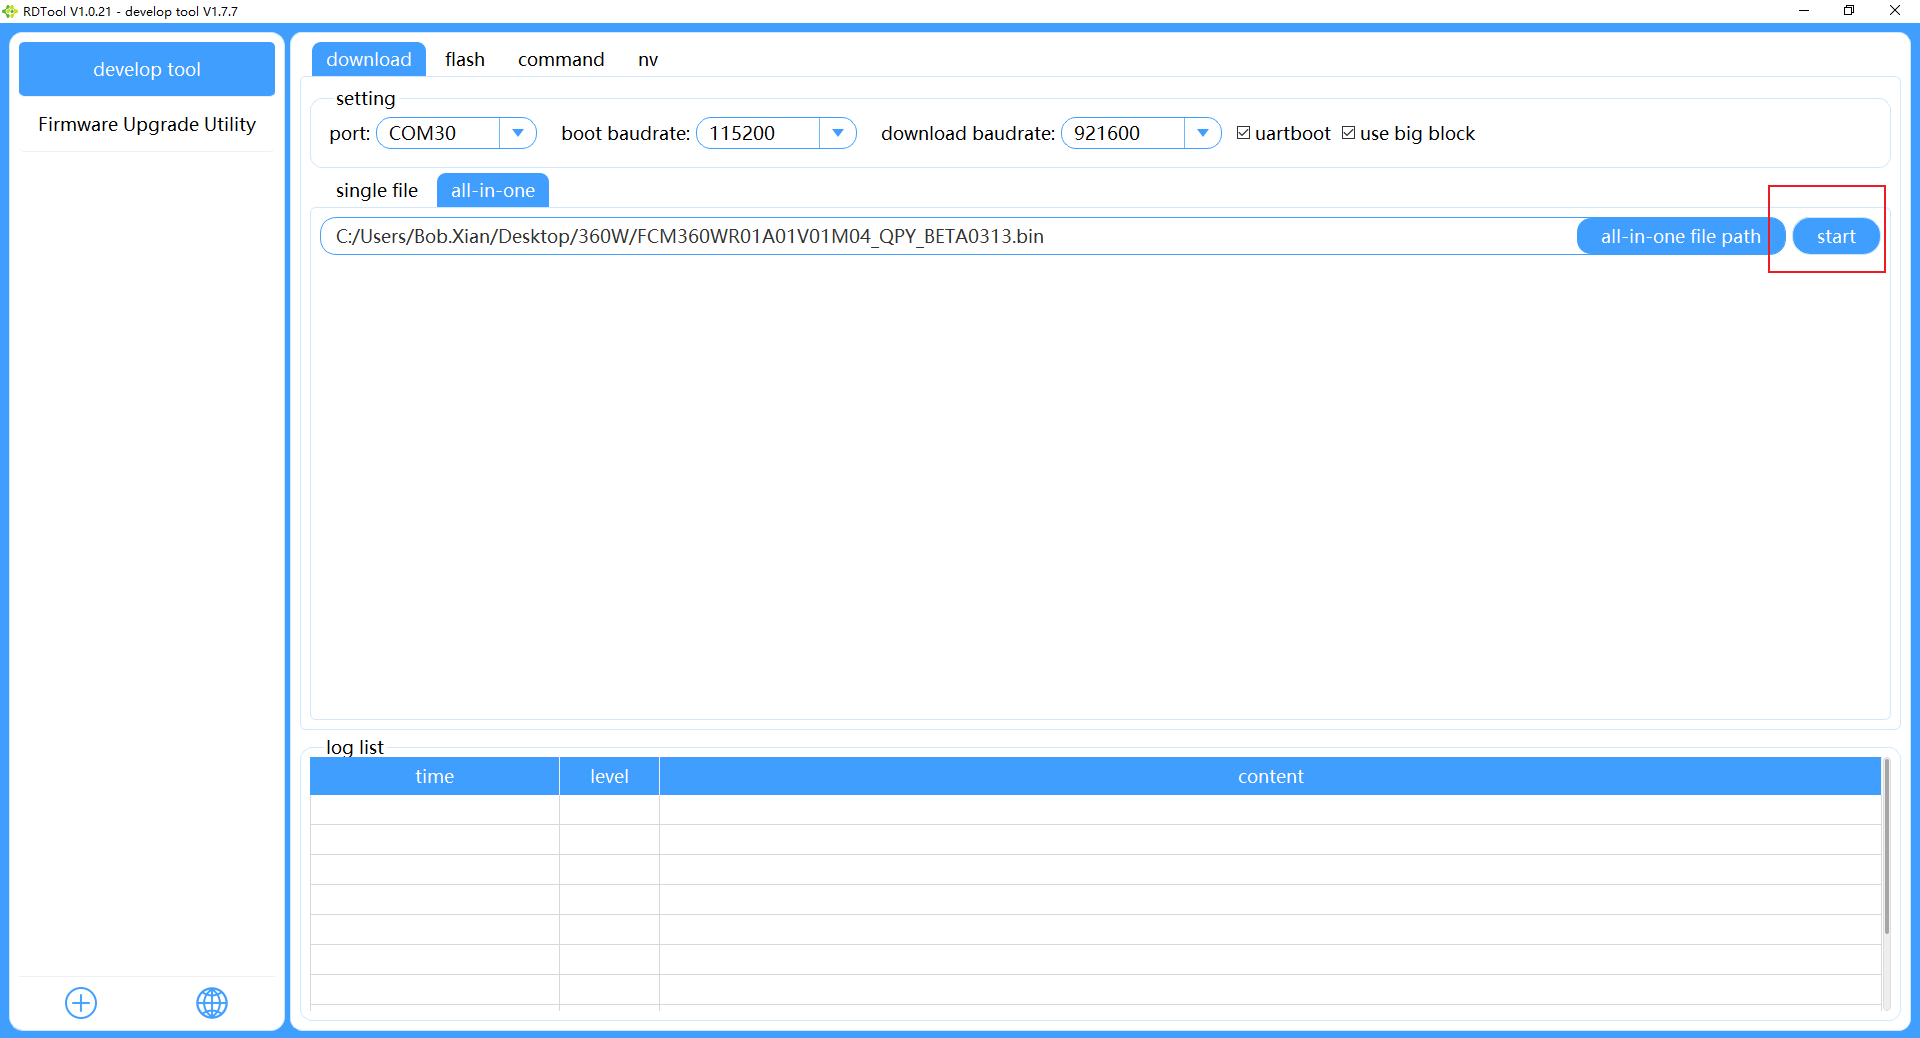 RDTool V1.0.21 - develop tool V1.7.7
develop tool
Firmware Upgrade Utility
download flash command nv
setting
port: COM30 boot baudrate: 115200 download baudrate: 921600 uartboot use big block
single file all-in-one
C:/Users/Bob.Xian/Desktop/360W/FCM360WR01A01V01M04_QPY_BETA0313.bin all-in-one file path start
log list
time level content